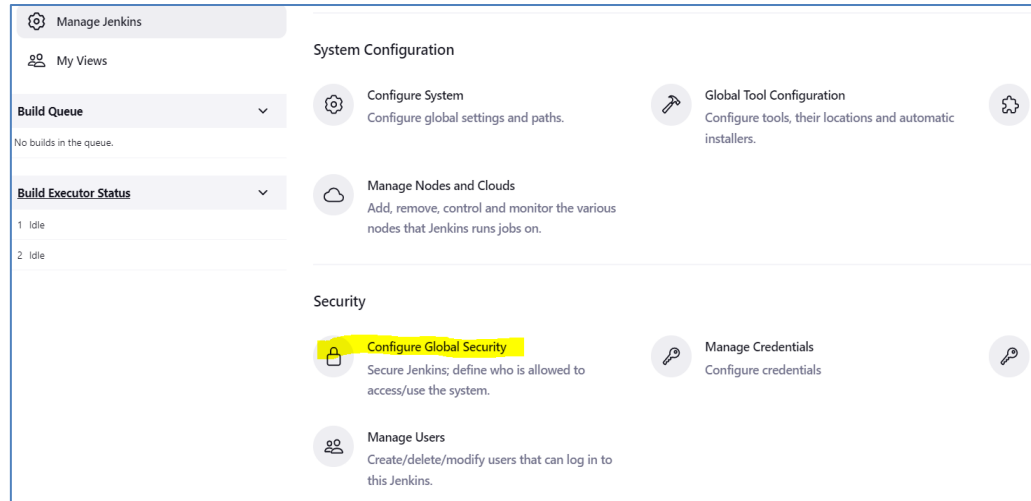 Manage Jenkins
My Views
Build Queue
No builds in the queue.
Build Executor Status
1 Idle
2 Idle
System Configuration
Configure System
Configure global settings and paths.
Global Tool Configuration
Configure tools, their locations and automatic
installers.
Manage Nodes and Clouds
Add, remove, control and monitor the various
nodes that Jenkins runs jobs on.
Security
Configure Global Security
Secure Jenkins; define who is allowed to
access/use the system.
Manage Credentials
Configure credentials
Manage Users
Create/delete/modify users that can log in to
this Jenkins.